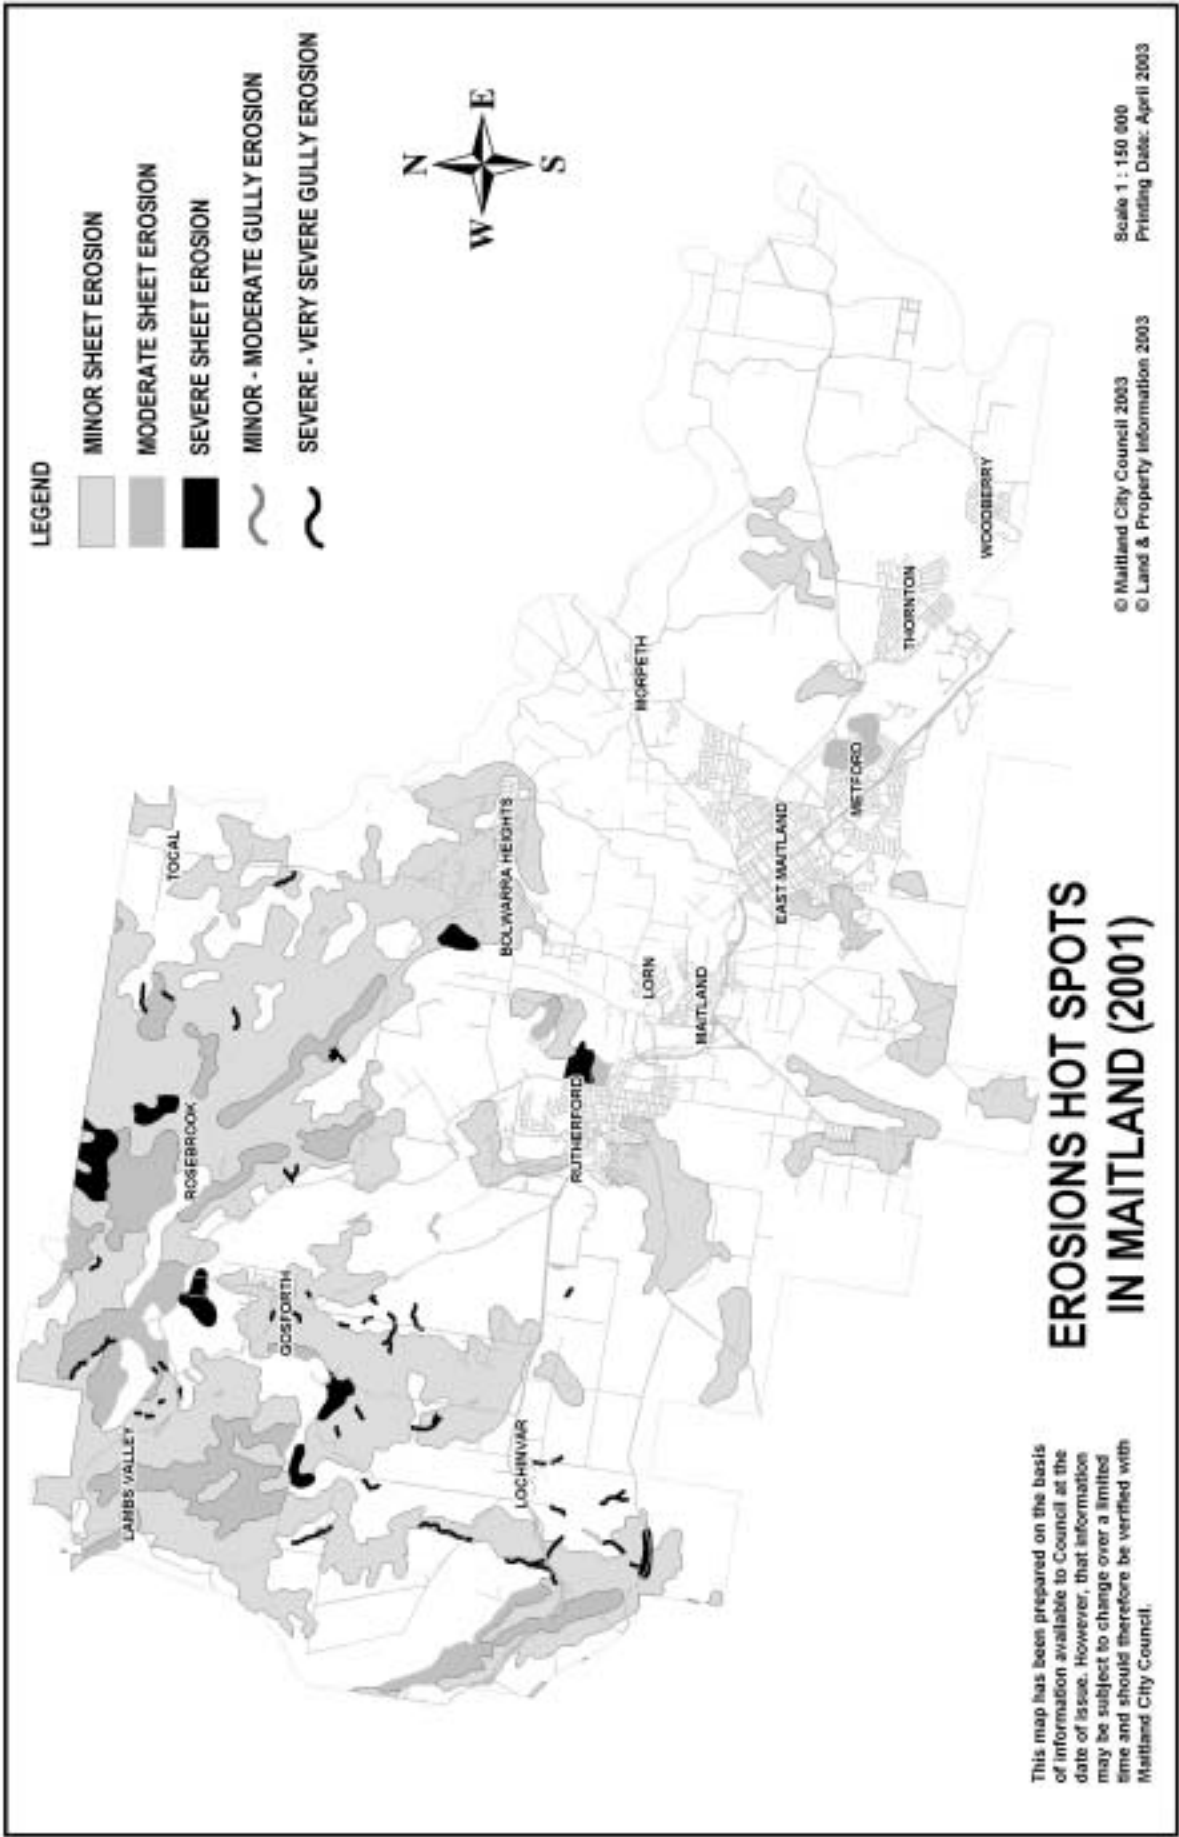 LEGEND
MINOR SHEET EROSION
MODERATE SHEET EROSION
SEVERE SHEET EROSION
MINOR - MODERATE GULLY EROSION
SEVERE - VERY SEVERE GULLY EROSION
N
W E
S
TOCAL
LAMBS VALLEY
ROSEBROOK
GOSFORTH
BOLWARRA HEIGHTS
LOCHINVAR
RUTHERFORD
MORPETH
LORN
MAITLAND
EAST MAITLAND
METFORD
THORNTON
WOODBERRY
EROSIONS HOT SPOTS
IN MAITLAND (2001)
This map has been prepared on the basis
of information available to Council at the
date of issue. However, that information
may be subject to change over a limited
time and should therefore be verified with
Maitland City Council.
© Maitland City Council 2003
© Land & Property Information 2003
Scale 1 : 150 000
Printing Date: April 2003